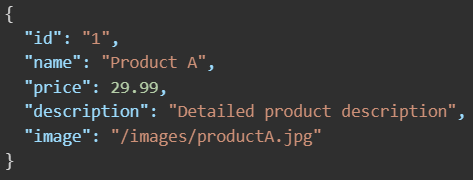 {
  "id": "1",
  "name": "Product A",
  "price": 29.99,
  "description": "Detailed product description",
  "image": "/images/productA.jpg"
}